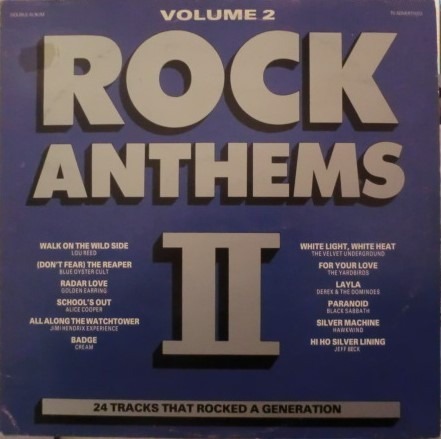 DOUBLE ALBUM
VOLUME 2
ROCK
ANTHEMS
II
WALK ON THE WILD SIDE
LOU REED
(DON'T FEAR) THE REAPER
BLUE OYSTER CULT
RADAR LOVE
GOLDEN EARRING
SCHOOL'S OUT
ALICE COOPER
ALL ALONG THE WATCHTOWER
JIMI HENDRIX EXPERIENCE
BADGE
CREAM
WHITE LIGHT, WHITE HEAT
THE VELVET UNDERGROUND
FOR YOUR LOVE
THE YARDBIRDS
LAYLA
DEREK & THE DOMINOES
PARANOID
BLACK SABBATH
SILVER MACHINE
HAWKWIND
HI HO SILVER LINING
JEFF BECK
24 TRACKS THAT ROCKED A GENERATION